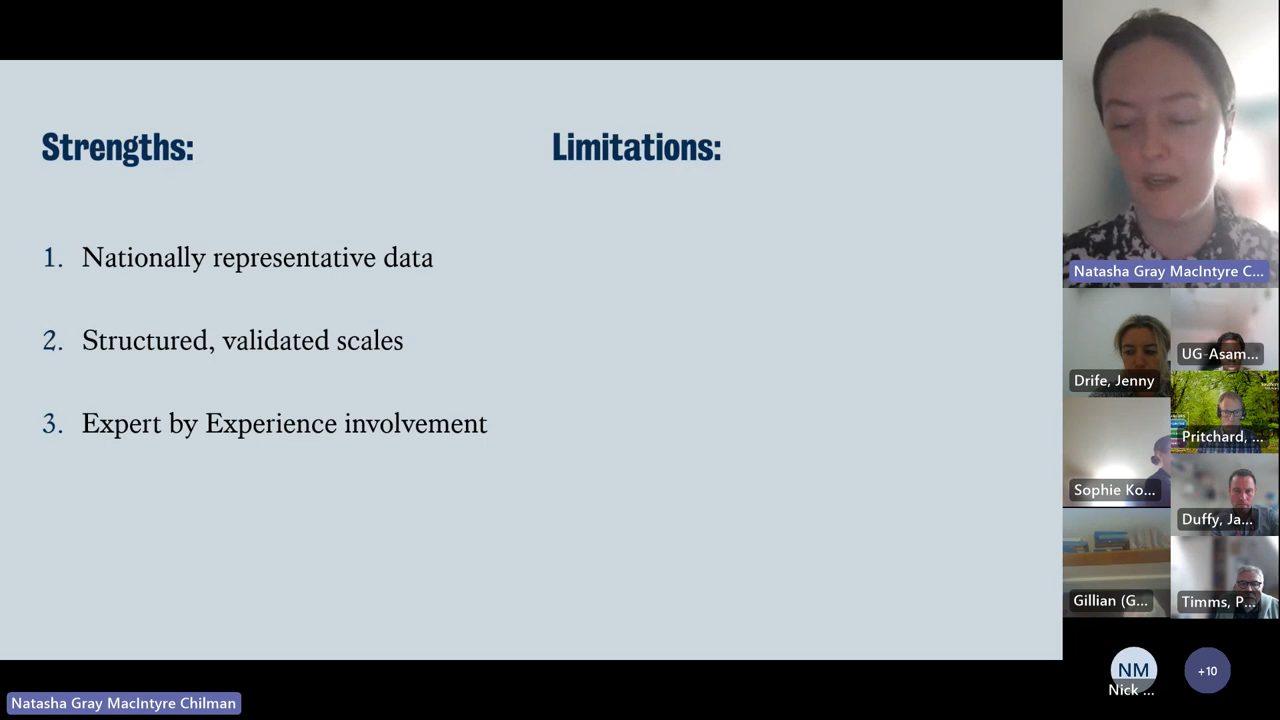 Strengths:
Limitations:
1. Nationally representative data
2. Structured, validated scales
3. Expert by Experience involvement
Natasha Gray MacIntyre C...
Drife, Jenny
UG-Asam...
Pritchard, ...
Sophie Ko...
Duffy, Ja...
Gillian (G...
Timms, P...
NM
Nick ...
+10
Natasha Gray MacIntyre Chilman